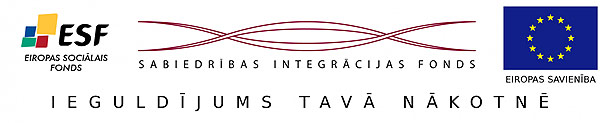 ESF
EIROPAS SOCIĀLAIS
FONDS
SABIEDRĪBAS INTEGRĀCIJAS FONDS
EIROPAS SAVIENĪBA
IEGULDĪJUMS TAVĀ NĀKOTNĒ